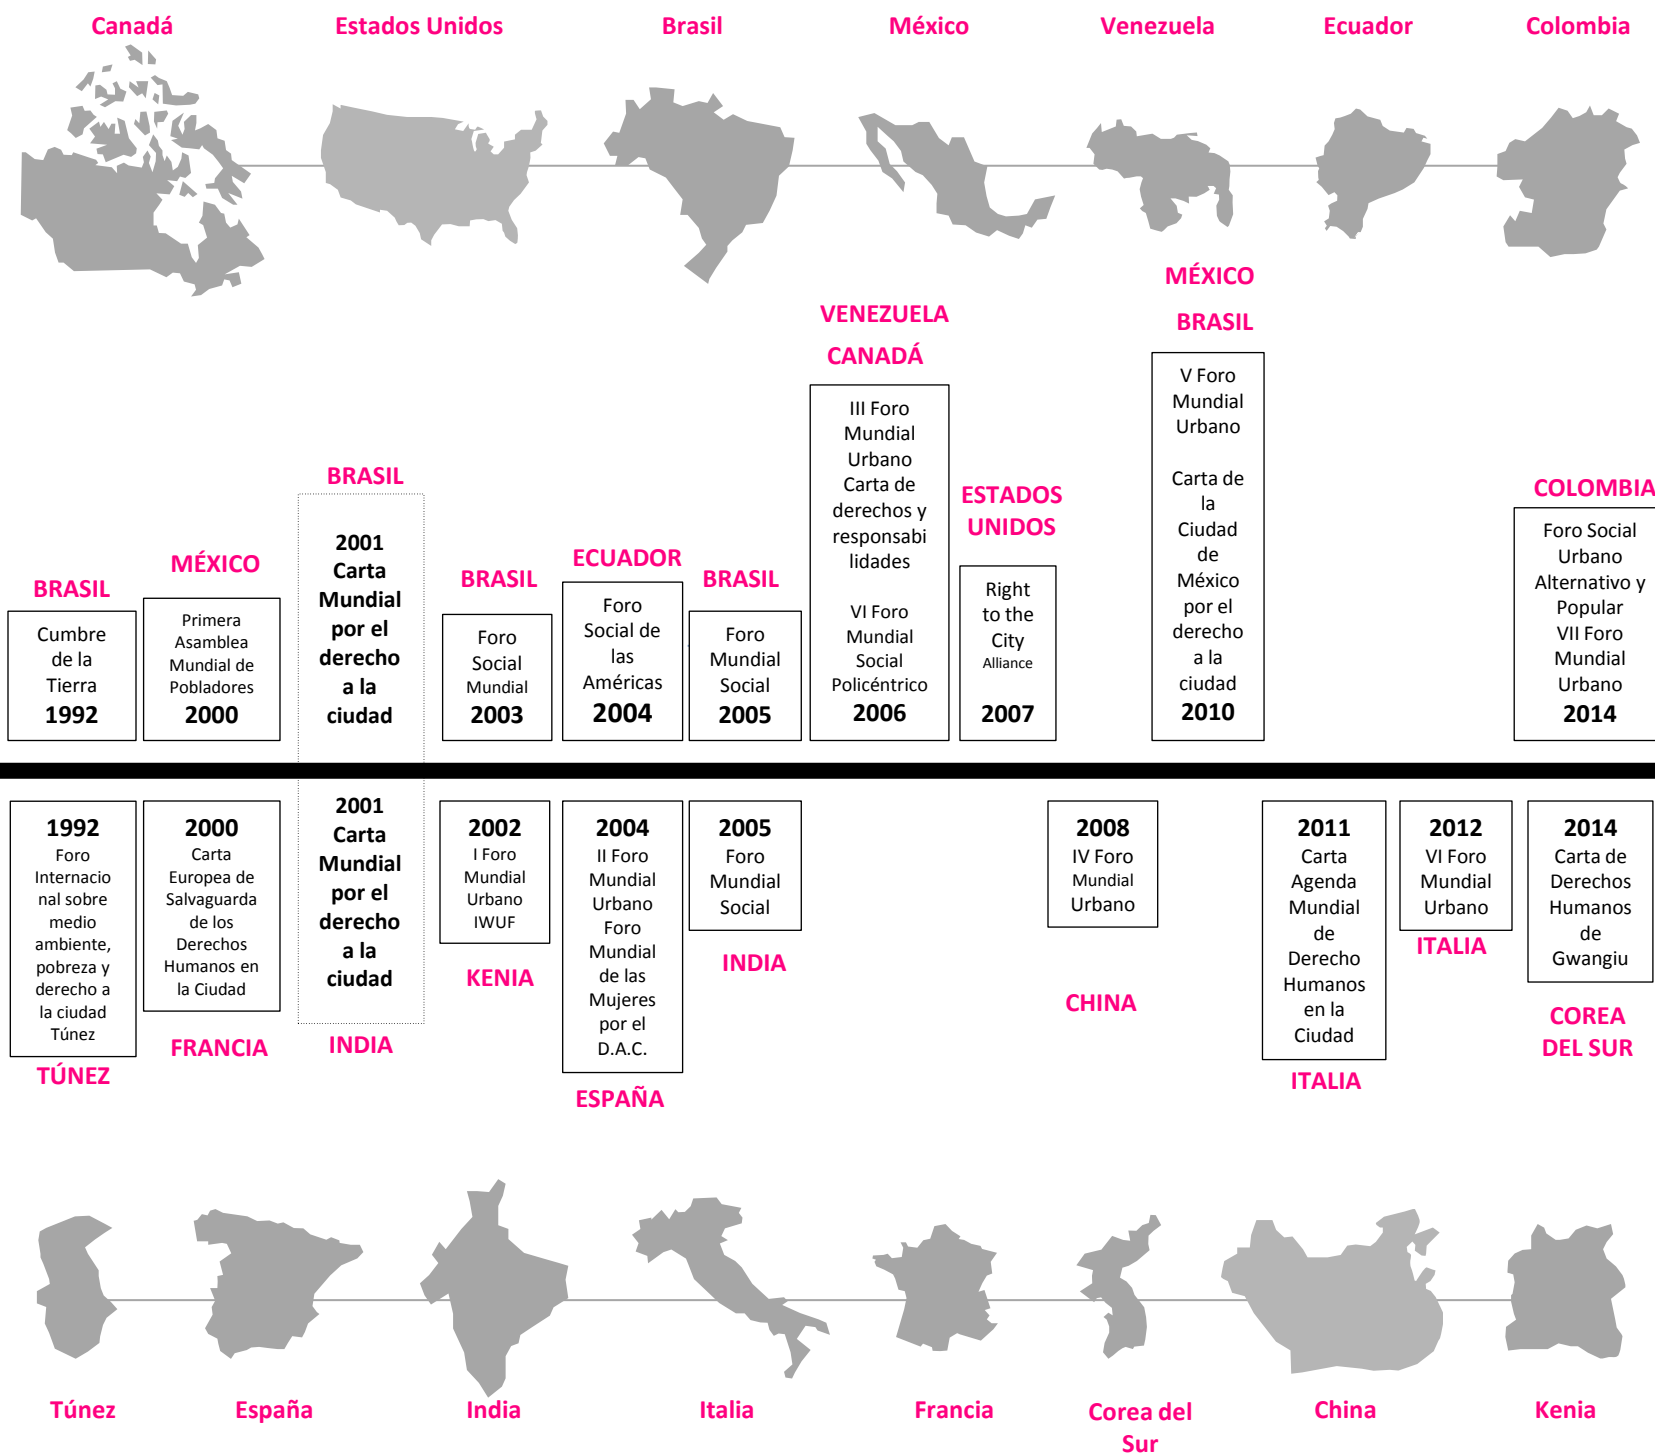 Canadá
Estados Unidos
Brasil
México
Venezuela
Ecuador
Colombia
BRASIL
Cumbre
de la
Tierra
1992
MÉXICO
Primera
Asamblea
Mundial de
Pobladores
2000
BRASIL
2001
Carta
Mundial
por el
derecho
a la
ciudad
BRASIL
Foro
Social
Mundial
2003
ECUADOR
Foro
Social de
las
Américas
2004
BRASIL
Foro
Mundial
Social
2005
VENEZUELA
CANADÁ
III Foro
Mundial
Urbano
Carta de
derechos y
responsabi
lidades
VI Foro
Mundial
Social
Policéntrico
2006
ESTADOS
UNIDOS
Right
to the
City
Alliance
2007
MÉXICO
BRASIL
V Foro
Mundial
Urbano
Carta de
la
Ciudad
de
México
por el
derecho
a la
ciudad
2010
COLOMBIA
Foro Social
Urbano
Alternativo y
Popular
VII Foro
Mundial
Urbano
2014
1992
Foro
Internacio
nal sobre
medio
ambiente,
pobreza y
derecho a
la ciudad
Túnez
TÚNEZ
2000
Carta
Europea de
Salvaguarda
de los
Derechos
Humanos en
la Ciudad
FRANCIA
2001
Carta
Mundial
por el
derecho
a la
ciudad
INDIA
2002
I Foro
Mundial
Urbano
IWUF
KENIA
2004
II Foro
Mundial
Urbano
Foro
Mundial
de las
Mujeres
por el
D.A.C.
ESPAÑA
2005
Foro
Mundial
Social
INDIA
2008
IV Foro
Mundial
Urbano
CHINA
2011
Carta
Agenda
Mundial
de
Derecho
Humanos
en la
Ciudad
ITALIA
2012
VI Foro
Mundial
Urbano
ITALIA
2014
Carta de
Derechos
Humanos
de
Gwangiu
COREA
DEL SUR
Túnez
España
India
Italia
Francia
Corea del
Sur
China
Kenia